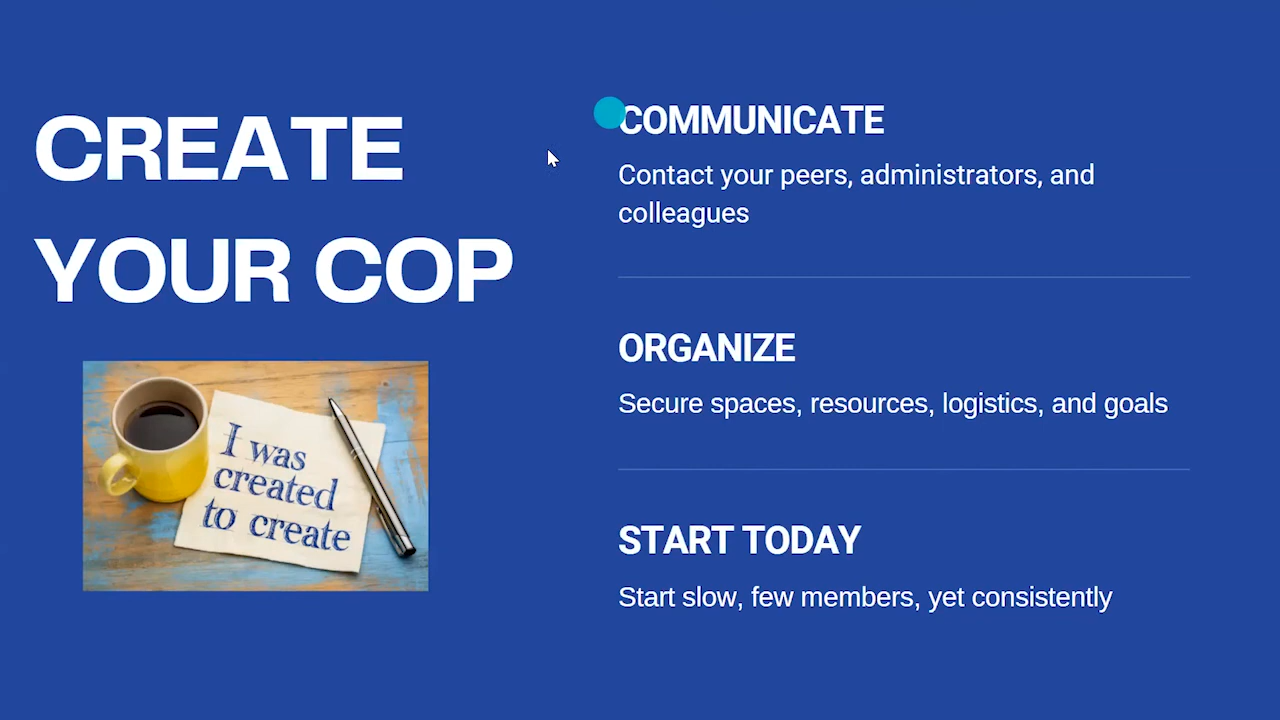 CREATE
YOUR COP
I was
created
to create
COMMUNICATE
Contact your peers, administrators, and
colleagues
ORGANIZE
Secure spaces, resources, logistics, and goals
START TODAY
Start slow, few members, yet consistently